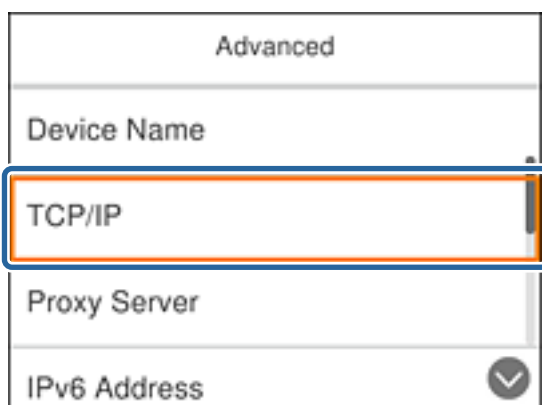 Advanced
Device Name
TCP/IP
Proxy Server
IPv6 Address